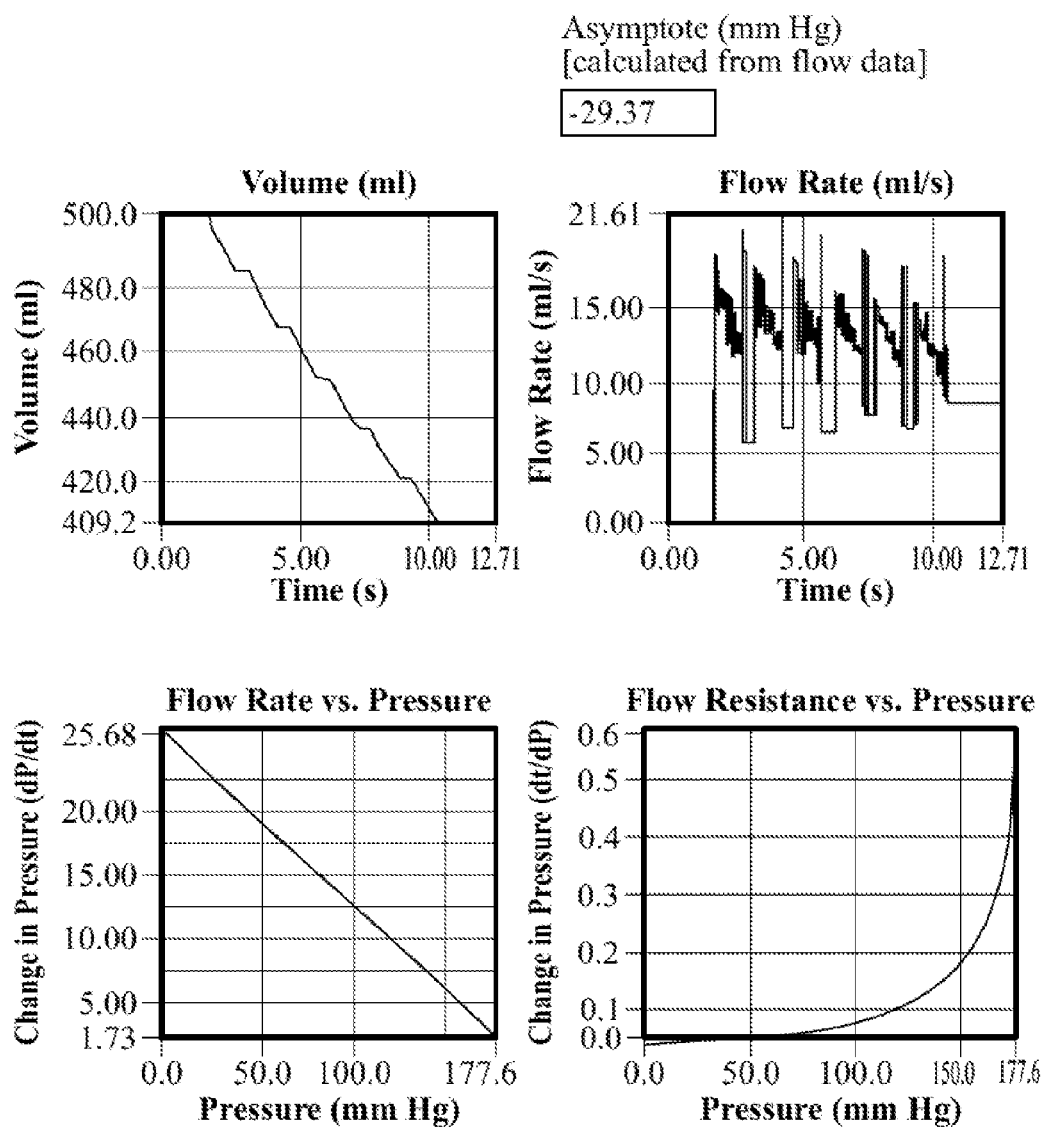 Asymptote (mm Hg)
[calculated from flow data]
-29.37
Volume (ml)
Volume (ml)
500.0
480.0
460.0
440.0
420.0
409.2
0.00 5.00 10.00 12.71
Time (s)
Flow Rate (ml/s)
Flow Rate (ml/s)
21.61
15.00
10.00
5.00
0.00
0.00 5.00 10.00 12.71
Time (s)
Flow Rate vs. Pressure
Change in Pressure (dP/dt)
25.68
20.00
15.00
10.00
5.00
1.73
0.0 50.0 100.0 177.6
Pressure (mm Hg)
Flow Resistance vs. Pressure
Change in Pressure (dt/dP)
0.6
0.5
0.4
0.3
0.2
0.1
0.0
0.0 50.0 100.0 150.0 177.6
Pressure (mm Hg)